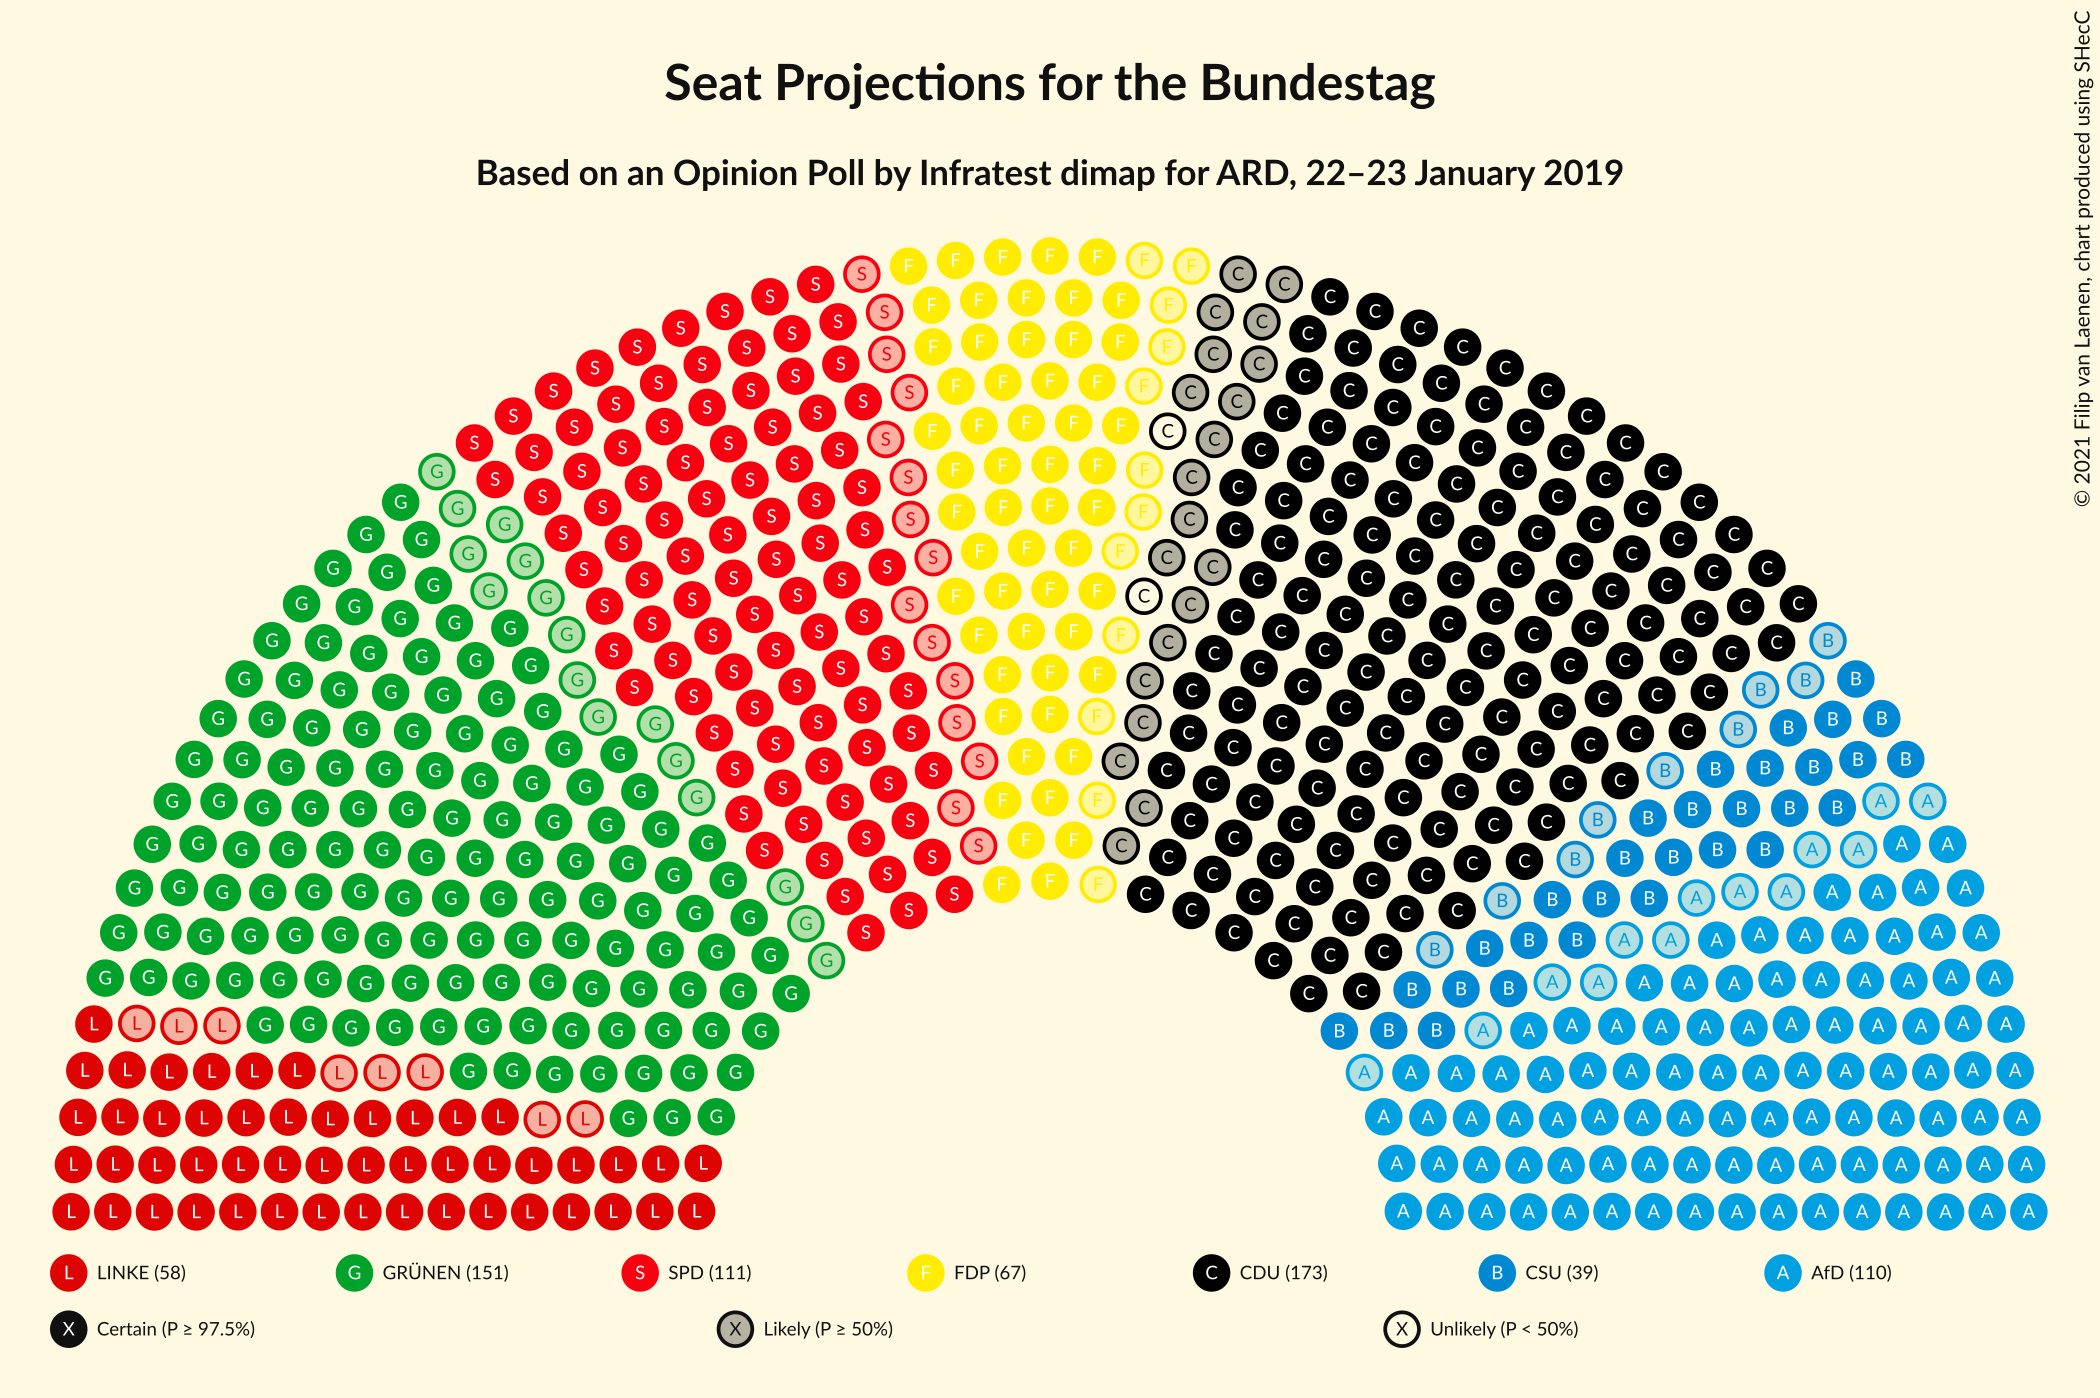 Seat Projections for the Bundestag
Based on an Opinion Poll by Infratest dimap for ARD, 22–23 January 2019
© 2021 Filip van Laenen, chart produced using SHecC
L LINKE (58) G GRÜNEN (151) S SPD (111) F FDP (67) C CDU (173) B CSU (39) A AfD (110)
X Certain (P ≥ 97.5%) X Likely (P ≥ 50%) X Unlikely (P < 50%)